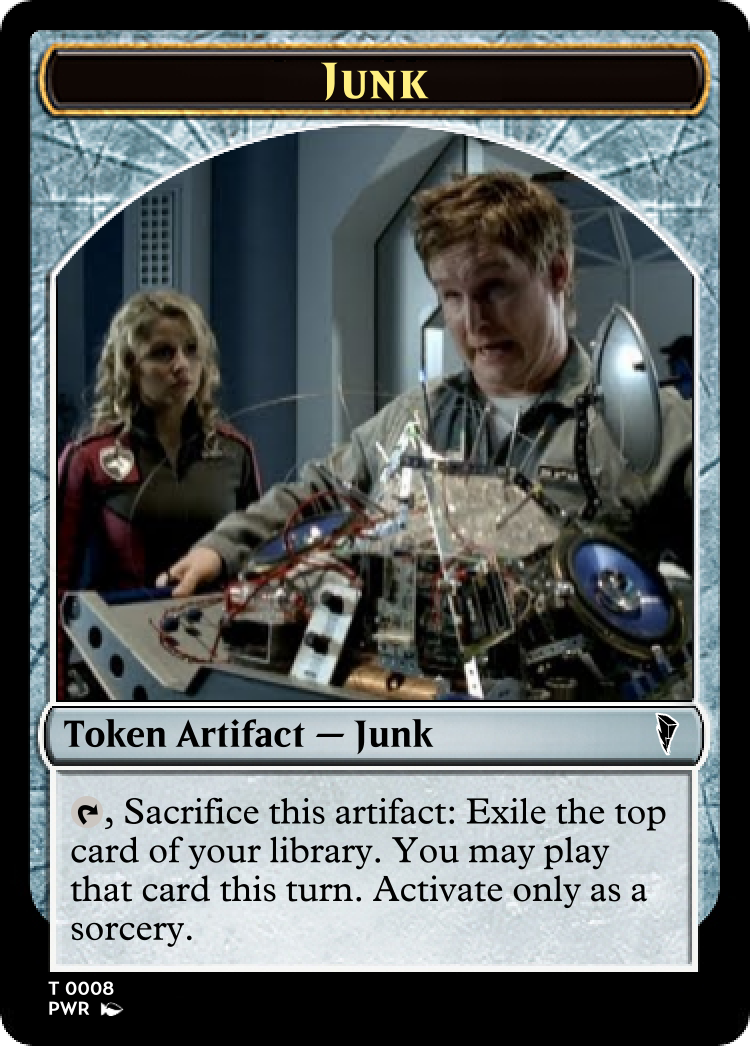 Junk
Token Artifact — Junk
, Sacrifice this artifact: Exile the top
card of your library. You may play
that card this turn. Activate only as a
sorcery.
T 0008
PWR